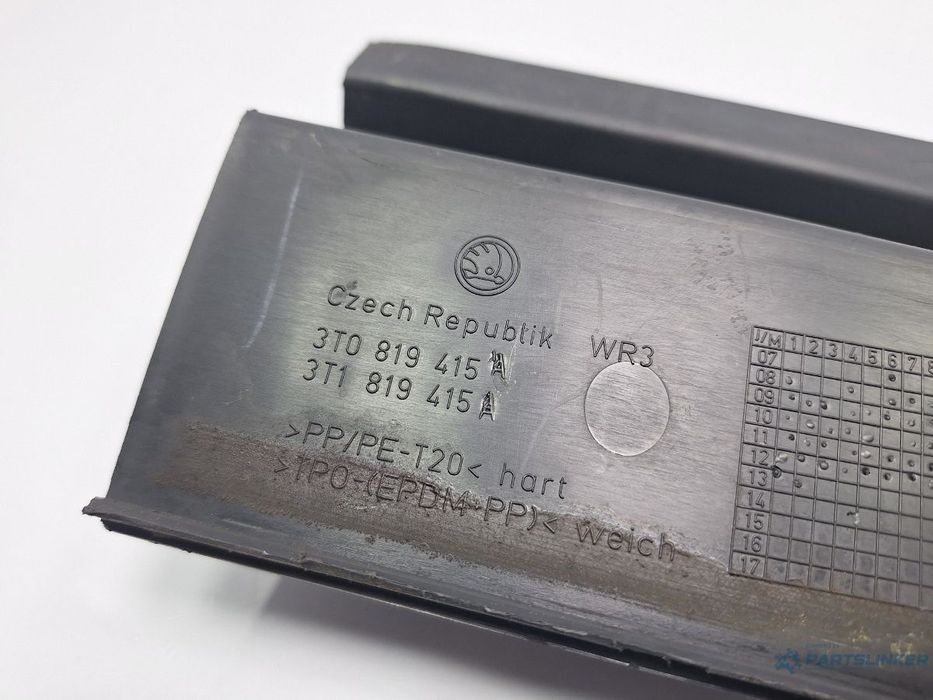 Czech Republik
3T0 819 415 A
3T1 819 415 A
WR3
>PP/PE-T20< hart
>TPO-(EPDM+PP)< weich
J/M 1 2 3 4 5 6 7 8
07
08
09
10
11
12
13
14
15
16
17
PARTSLINKER